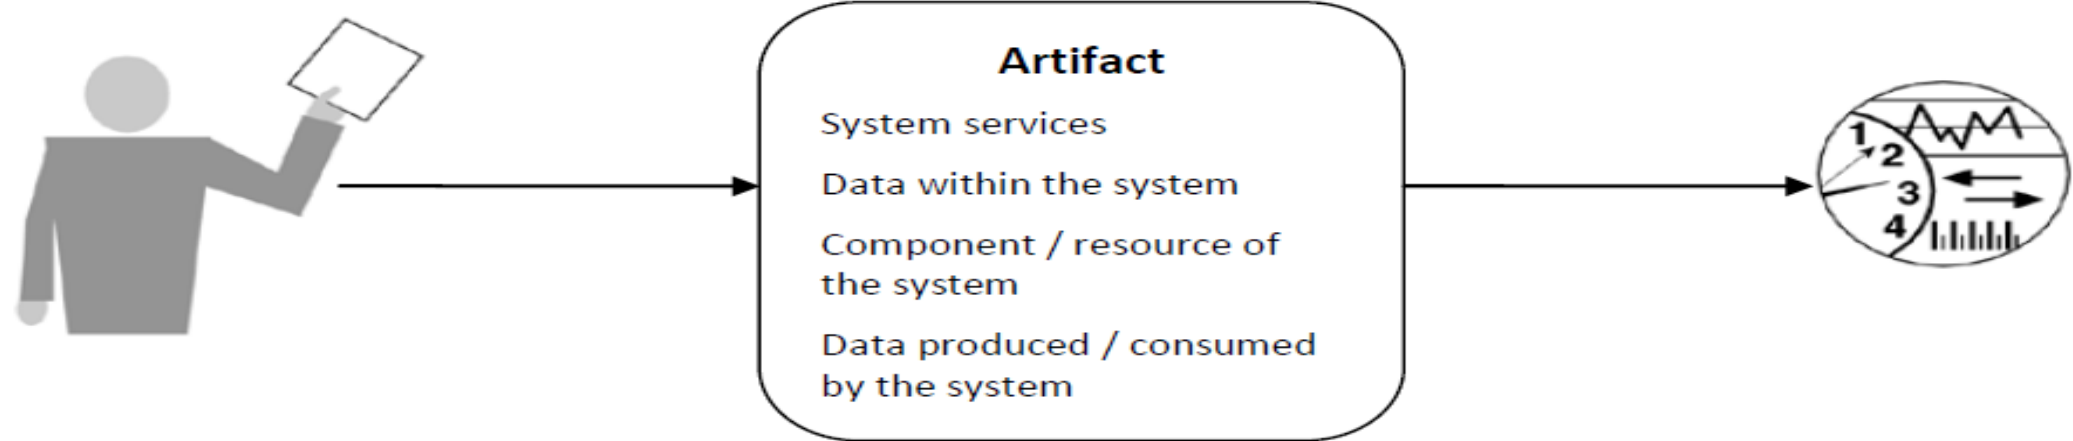 Artifact
System services
Data within the system
Component / resource of
the system
Data produced / consumed
by the system
1
2
3
4